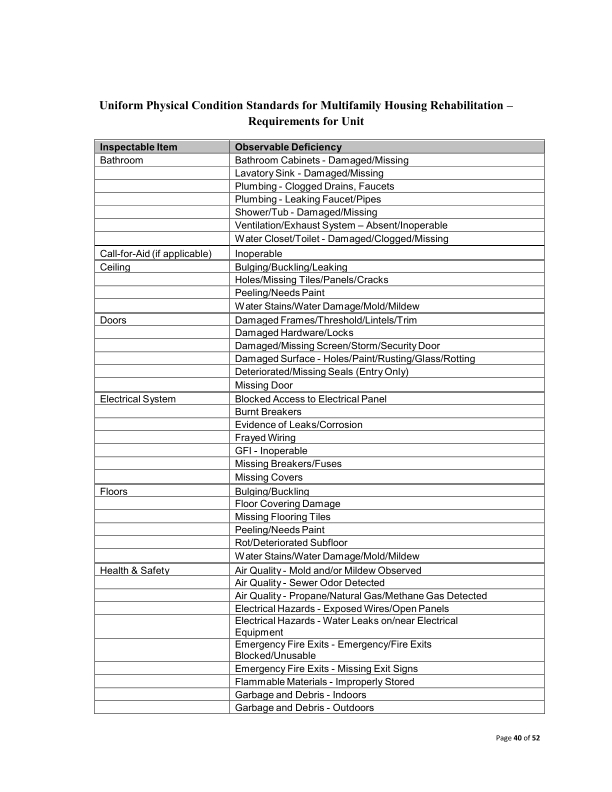 Uniform Physical Condition Standards for Multifamily Housing Rehabilitation –
Requirements for Unit
Inspectable Item Observable Deficiency
Bathroom Bathroom Cabinets - Damaged/Missing
Lavatory Sink - Damaged/Missing
Plumbing - Clogged Drains, Faucets
Plumbing - Leaking Faucet/Pipes
Shower/Tub - Damaged/Missing
Ventilation/Exhaust System – Absent/Inoperable
Water Closet/Toilet - Damaged/Clogged/Missing
Call-for-Aid (if applicable) Inoperable
Ceiling Bulging/Buckling/Leaking
Holes/Missing Tiles/Panels/Cracks
Peeling/Needs Paint
Water Stains/Water Damage/Mold/Mildew
Doors Damaged Frames/Threshold/Lintels/Trim
Damaged Hardware/Locks
Damaged/Missing Screen/Storm/Security Door
Damaged Surface - Holes/Paint/Rusting/Glass/Rotting
Deteriorated/Missing Seals (Entry Only)
Missing Door
Electrical System Blocked Access to Electrical Panel
Burnt Breakers
Evidence of Leaks/Corrosion
Frayed Wiring
GFI - Inoperable
Missing Breakers/Fuses
Missing Covers
Floors Bulging/Buckling
Floor Covering Damage
Missing Flooring Tiles
Peeling/Needs Paint
Rot/Deteriorated Subfloor
Water Stains/Water Damage/Mold/Mildew
Health & Safety Air Quality - Mold and/or Mildew Observed
Air Quality - Sewer Odor Detected
Air Quality - Propane/Natural Gas/Methane Gas Detected
Electrical Hazards - Exposed Wires/Open Panels
Electrical Hazards - Water Leaks on/near Electrical
Equipment
Emergency Fire Exits - Emergency/Fire Exits
Blocked/Unusable
Emergency Fire Exits - Missing Exit Signs
Flammable Materials - Improperly Stored
Garbage and Debris - Indoors
Garbage and Debris - Outdoors
Page 40 of 52